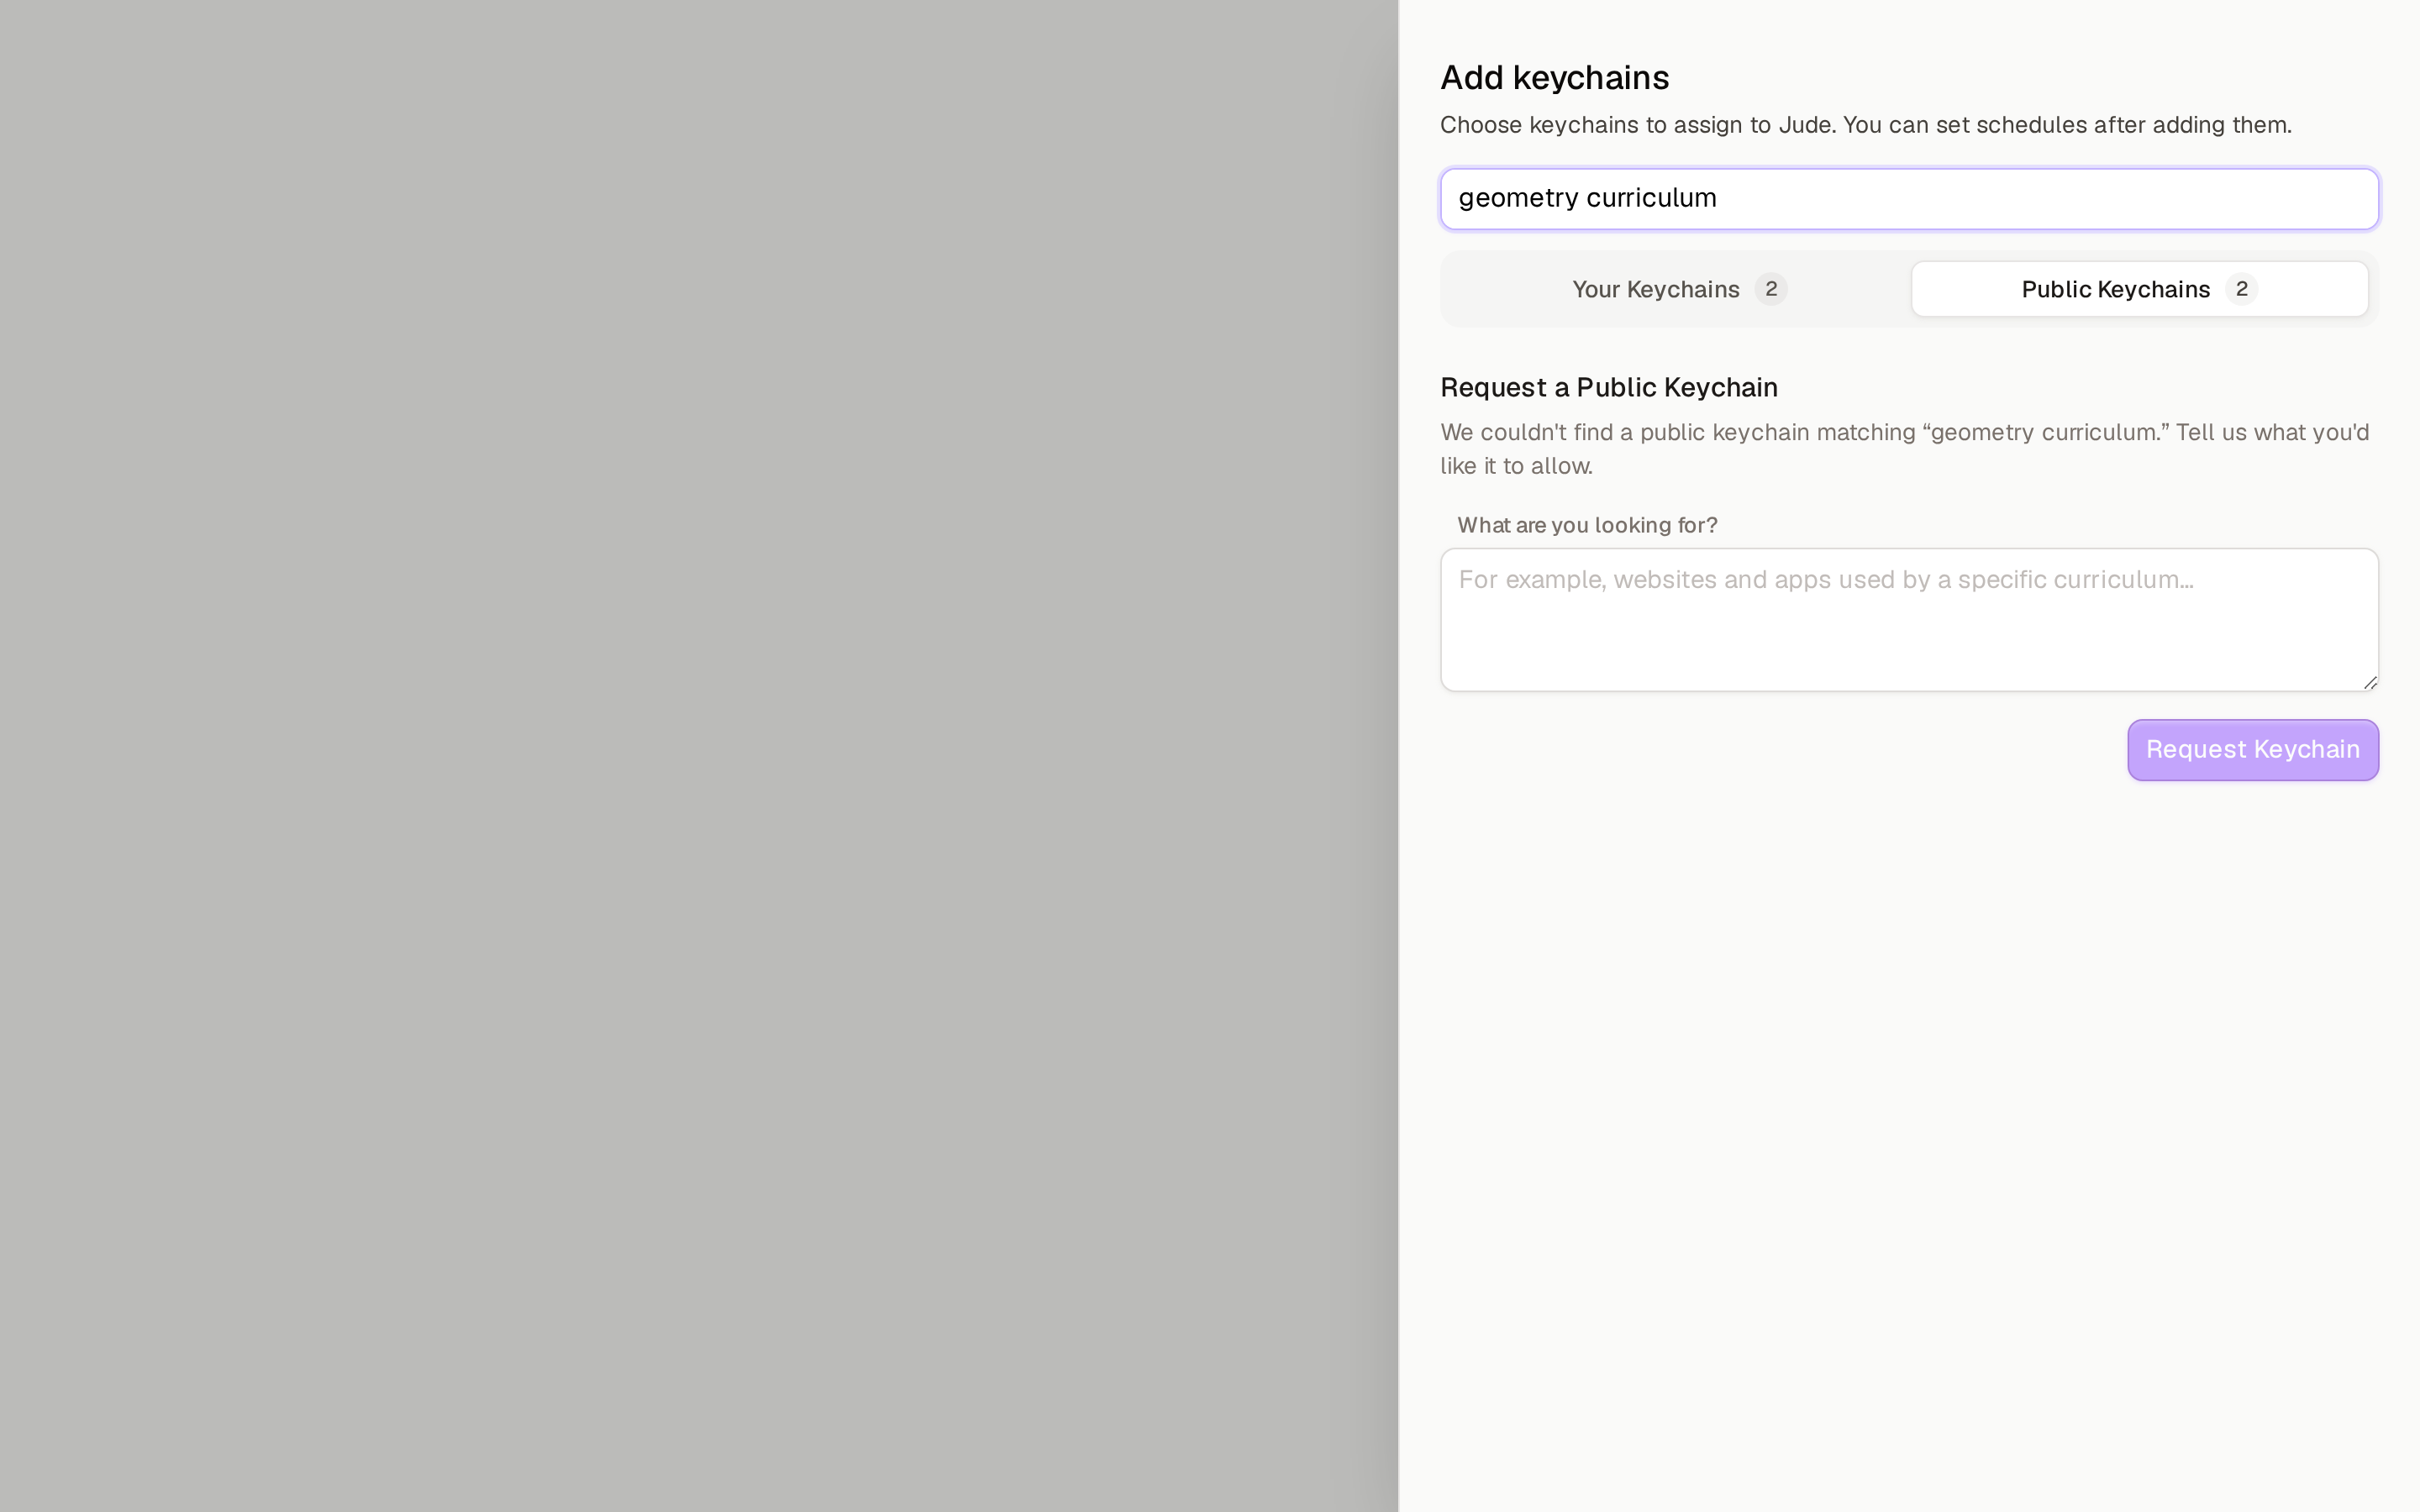 Add keychains
Choose keychains to assign to Jude. You can set schedules after adding them.
geometry curriculum
Your Keychains 2
Public Keychains 2
Request a Public Keychain
We couldn't find a public keychain matching “geometry curriculum.” Tell us what you'd
like it to allow.
What are you looking for?
For example, websites and apps used by a specific curriculum...
Request Keychain